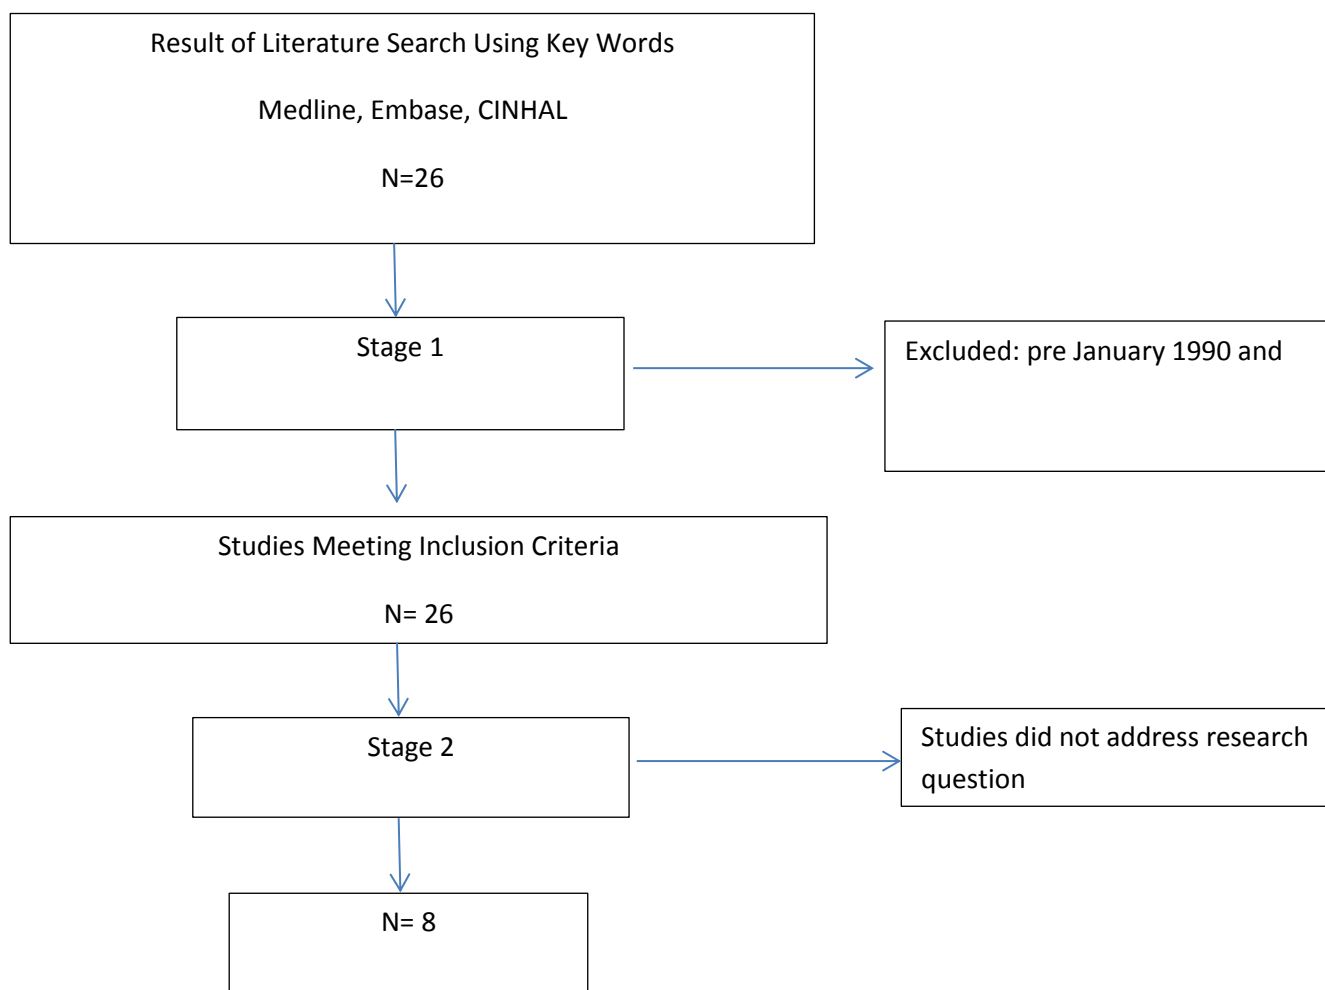 Result of Literature Search Using Key Words
Medline, Embase, CINHAL
N=26
Stage 1
Excluded: pre January 1990 and
Studies Meeting Inclusion Criteria
N= 26
Stage 2
Studies did not address research
question
N= 8